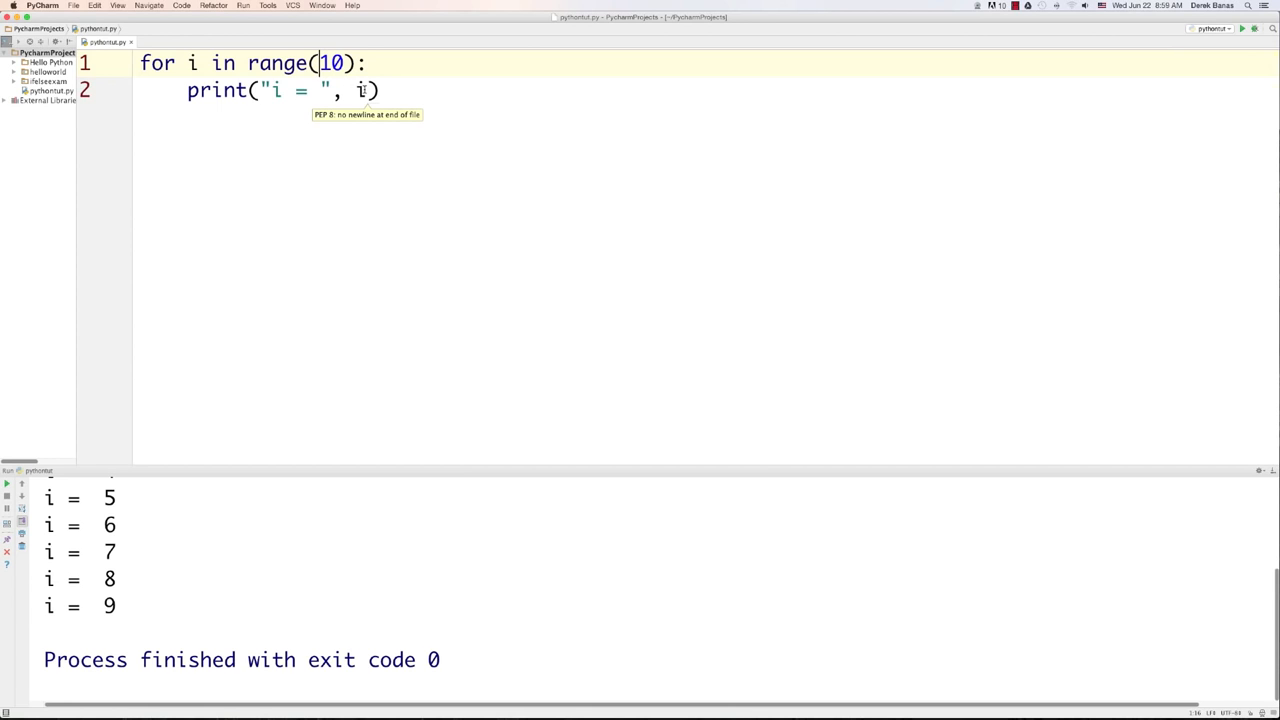 PyCharm File Edit View Navigate Code Refactor Run Tools VCS Window Help 10 Wed Jun 22 8:59 AM Derek Banas
pythontut.py - PycharmProjects - [~/PycharmProjects]
PycharmProjects pythontut.py pythontut
pythontut.py
PycharmProject
Hello Python
helloworld
ifelseexam
pythontut.py
External Librarie
1 for i in range(10):
2 print("i = ", i)
PEP 8: no newline at end of file
Run pythontut
i = 5
i = 6
i = 7
i = 8
i = 9
Process finished with exit code 0
1:16 LF UTF-8